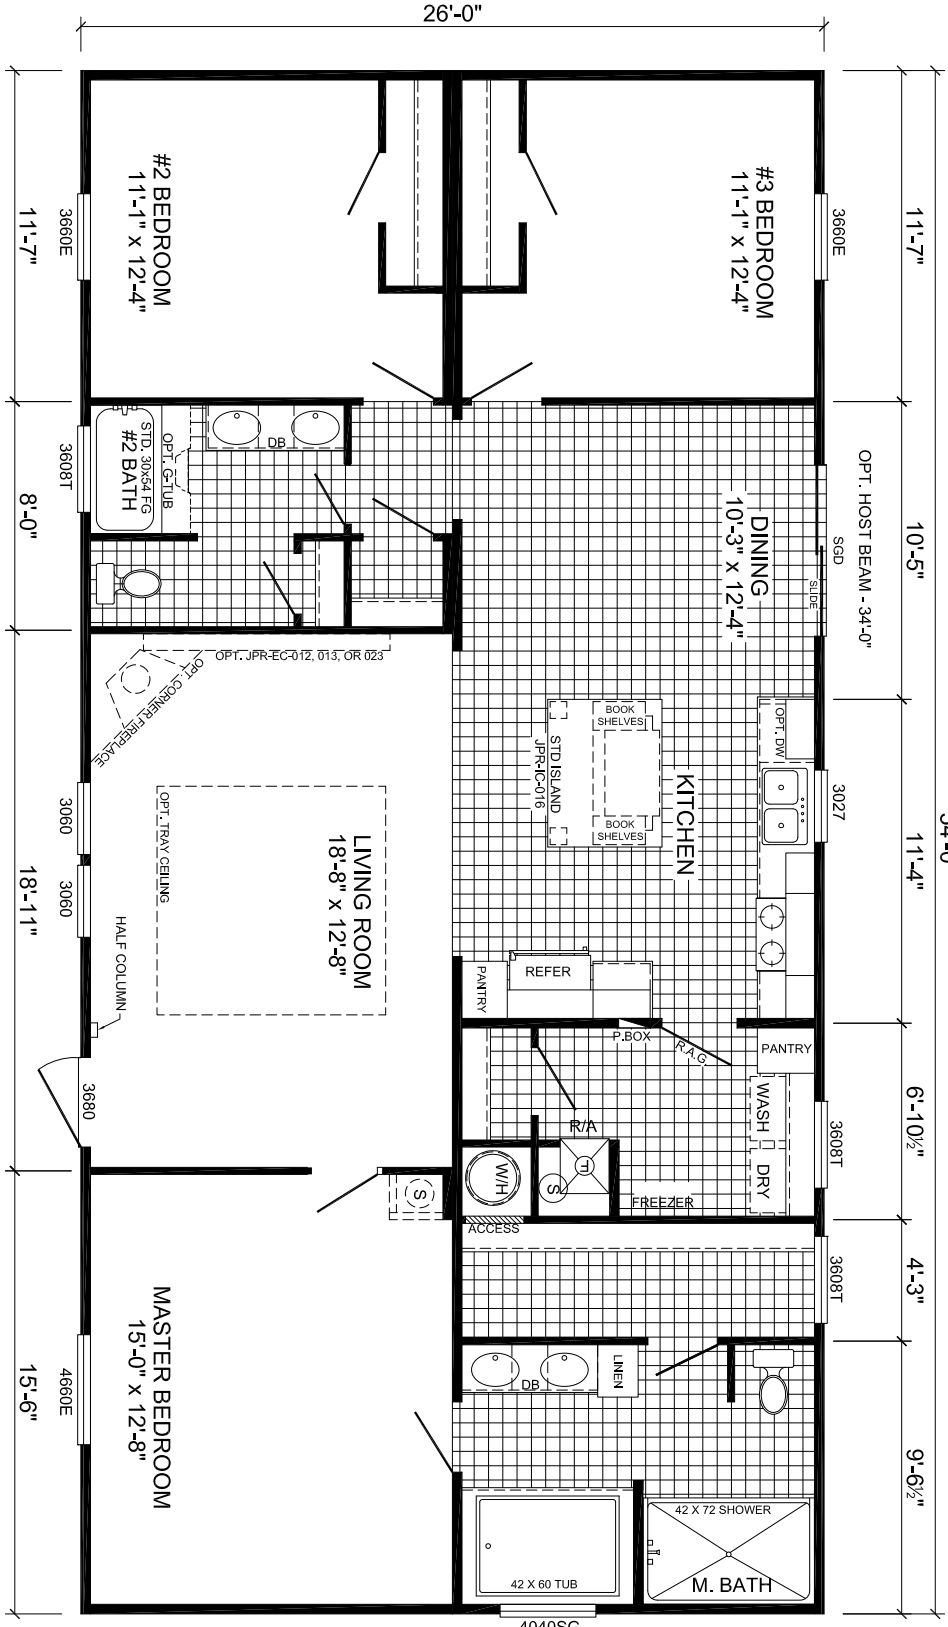 26'-0"
#2 BEDROOM
11'-1" x 12'-4"
#3 BEDROOM
11'-1" x 12'-4"
3660E
11'-7"
3660E
11'-7"
DB
STD. 30x54 FG
#2 BATH
OPT. G-TUB
3608T
8'-0"
DINING
10'-3" x 12'-4"
SGD
SLIDE
OPT. HOST BEAM - 34'-0"
10'-5"
OPT. JPR-EC-012, 013, OR 023
OPT. CORNER FIREPLACE
BOOK
SHELVES
STD ISLAND
JPR-IC-016
BOOK
SHELVES
KITCHEN
OPT. DW
3027
11'-4"
OPT. TRAY CEILING
LIVING ROOM
18'-8" x 12'-8"
3060
3060
18'-11"
HALF COLUMN
3680
PANTRY
REFER
P.BOX
R.A.G.
PANTRY
WASH
DRY
3608T
6'-10½"
R/A
F
S
W/H
FREEZER
ACCESS
S
3608T
4'-3"
MASTER BEDROOM
15'-0" x 12'-8"
4660E
15'-6"
DB
LINEN
9'-6½"
42 X 72 SHOWER
M. BATH
42 X 60 TUB